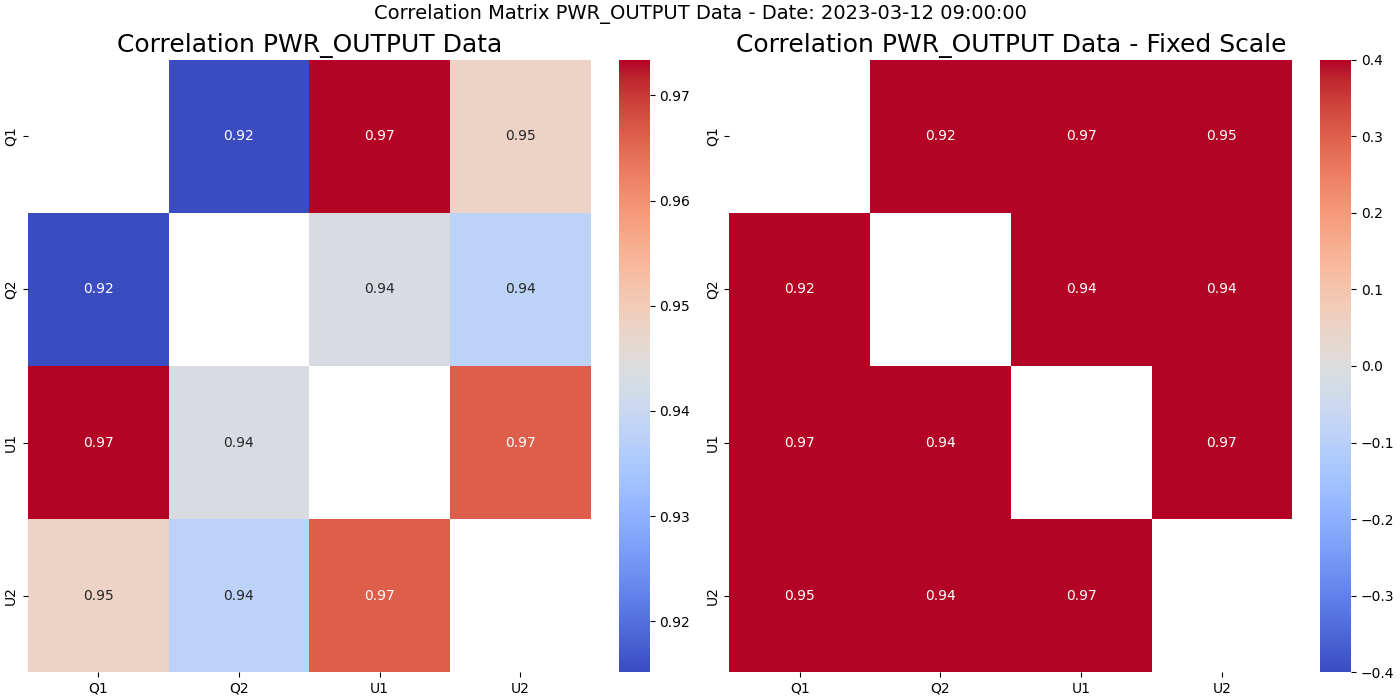 Correlation Matrix PWR_OUTPUT Data - Date: 2023-03-12 09:00:00
Correlation PWR_OUTPUT Data
Q1
0.92 0.97 0.95
Q2
0.92 0.94 0.94
U1
0.97 0.94 0.97
U2
0.95 0.94 0.97
Q1 Q2 U1 U2
0.97
0.96
0.95
0.94
0.93
0.92
Correlation PWR_OUTPUT Data - Fixed Scale
Q1
0.92 0.97 0.95
Q2
0.92 0.94 0.94
U1
0.97 0.94 0.97
U2
0.95 0.94 0.97
Q1 Q2 U1 U2
0.4
0.3
0.2
0.1
0.0
−0.1
−0.2
−0.3
−0.4